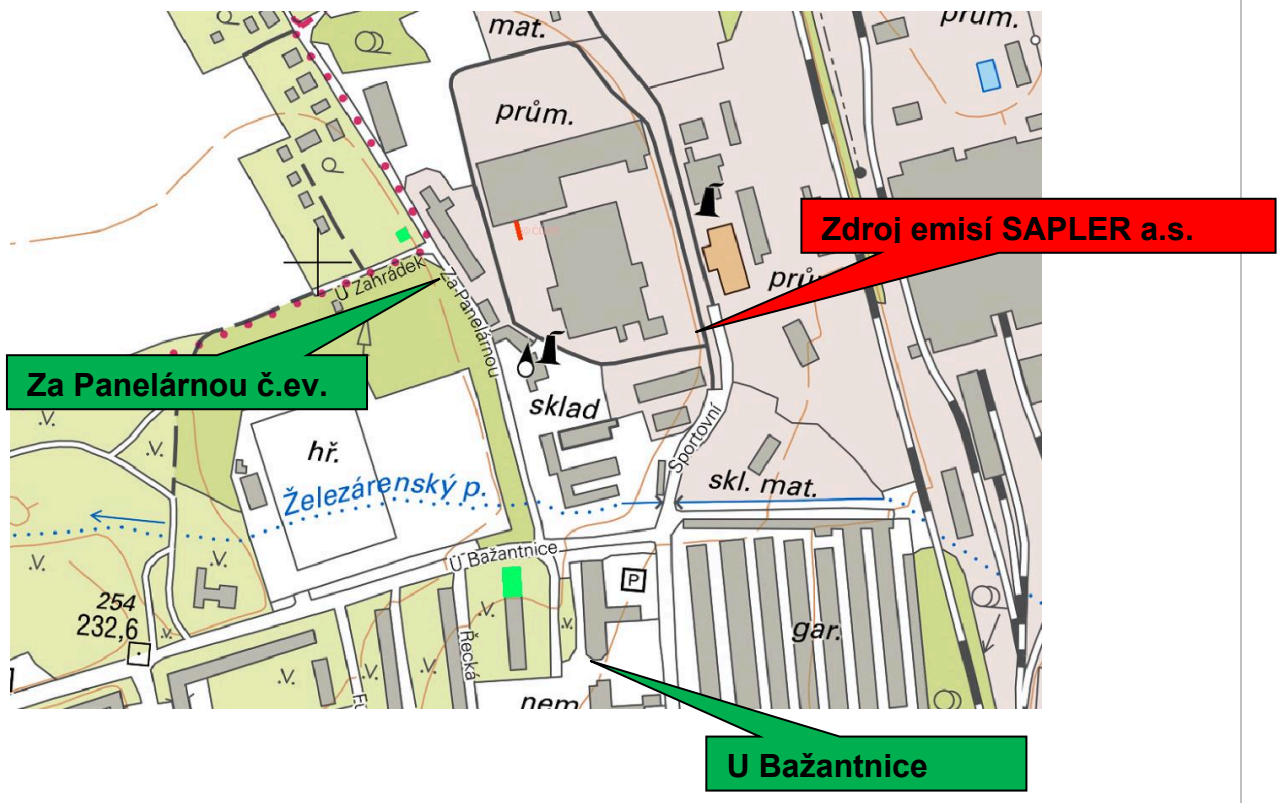 mat.
prům.
prům.
Zdroj emisí SAPLER a.s.
U Zahrádek
Za Panelárnou
Za Panelárnou č.ev.
sklad
Sportovní
hř.
Železárenský p.
skl. mat.
U Bažantnice
P
254
232,6
Řecká
gar.
nem
U Bažantnice